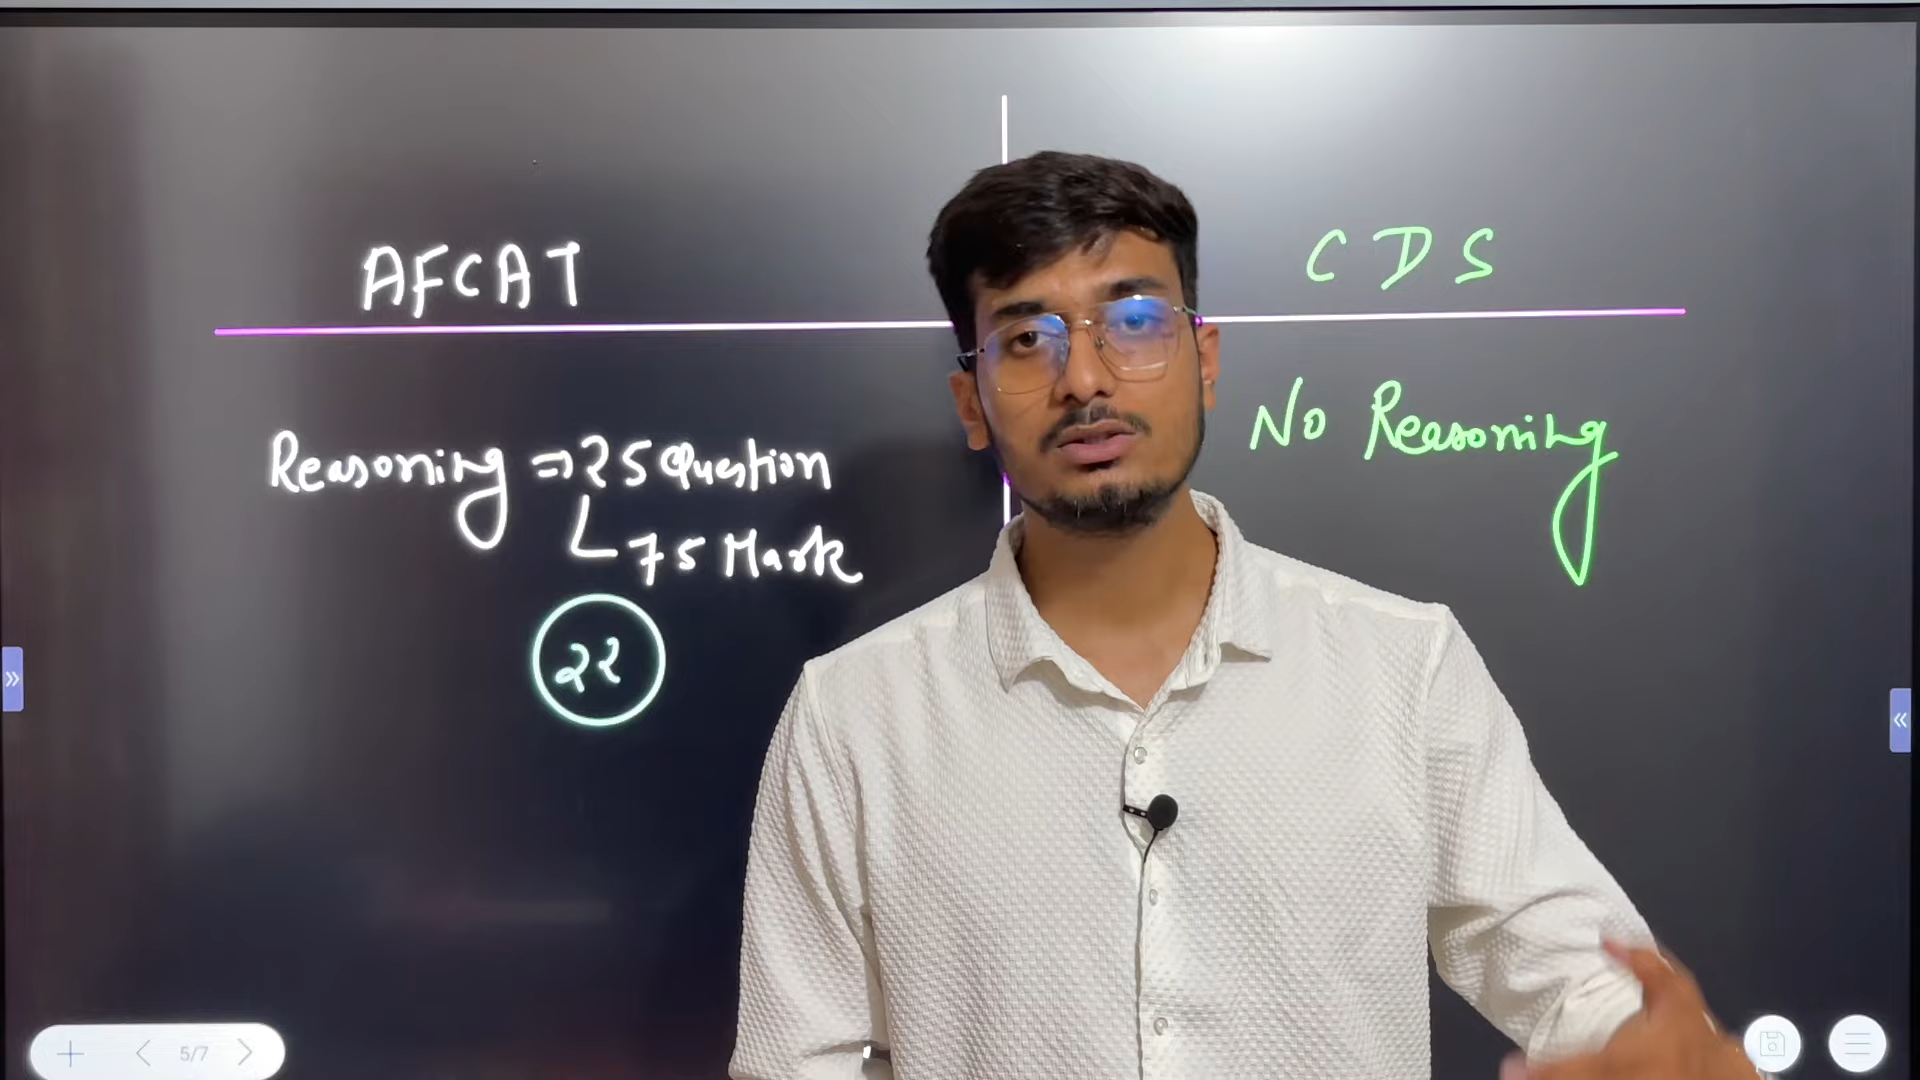 AFCAT
CDS
Reasoning ⇒ 25 Question
75 Mark
22
No Reasoning
5/7